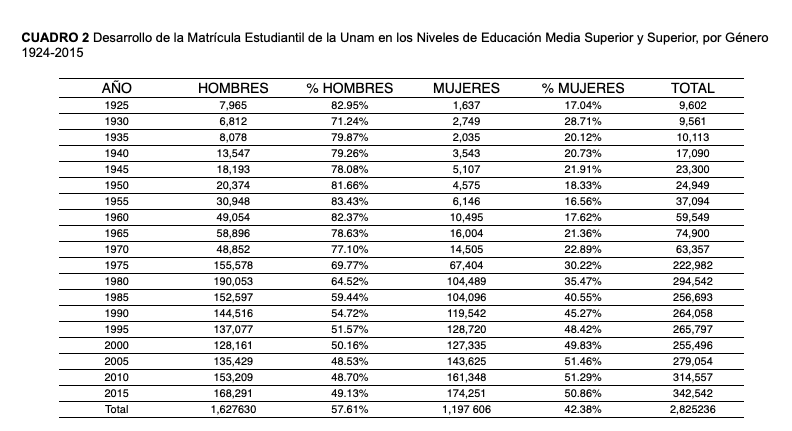 CUADRO 2 Desarrollo de la Matrícula Estudiantil de la Unam en los Niveles de Educación Media Superior y Superior, por Género
1924-2015
AÑO HOMBRES % HOMBRES MUJERES % MUJERES TOTAL
1925 7,965 82.95% 1,637 17.04% 9,602
1930 6,812 71.24% 2,749 28.71% 9,561
1935 8,078 79.87% 2,035 20.12% 10,113
1940 13,547 79.26% 3,543 20.73% 17,090
1945 18,193 78.08% 5,107 21.91% 23,300
1950 20,374 81.66% 4,575 18.33% 24,949
1955 30,948 83.43% 6,146 16.56% 37,094
1960 49,054 82.37% 10,495 17.62% 59,549
1965 58,896 78.63% 16,004 21.36% 74,900
1970 48,852 77.10% 14,505 22.89% 63,357
1975 155,578 69.77% 67,404 30.22% 222,982
1980 190,053 64.52% 104,489 35.47% 294,542
1985 152,597 59.44% 104,096 40.55% 256,693
1990 144,516 54.72% 119,542 45.27% 264,058
1995 137,077 51.57% 128,720 48.42% 265,797
2000 128,161 50.16% 127,335 49.83% 255,496
2005 135,429 48.53% 143,625 51.46% 279,054
2010 153,209 48.70% 161,348 51.29% 314,557
2015 168,291 49.13% 174,251 50.86% 342,542
Total 1,627630 57.61% 1,197 606 42.38% 2,825236